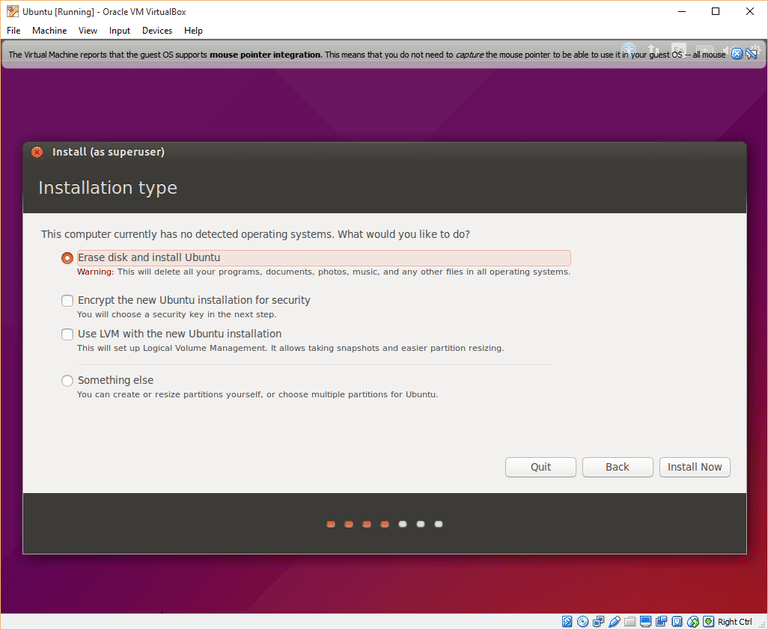 Ubuntu [Running] - Oracle VM VirtualBox
File Machine View Input Devices Help
The Virtual Machine reports that the guest OS supports mouse pointer integration. This means that you do not need to capture the mouse pointer to be able to use it in your guest OS -- all mouse
Install (as superuser)
Installation type
This computer currently has no detected operating systems. What would you like to do?
Erase disk and install Ubuntu
Warning: This will delete all your programs, documents, photos, music, and any other files in all operating systems.
Encrypt the new Ubuntu installation for security
You will choose a security key in the next step.
Use LVM with the new Ubuntu installation
This will set up Logical Volume Management. It allows taking snapshots and easier partition resizing.
Something else
You can create or resize partitions yourself, or choose multiple partitions for Ubuntu.
Quit Back Install Now
Right Ctrl